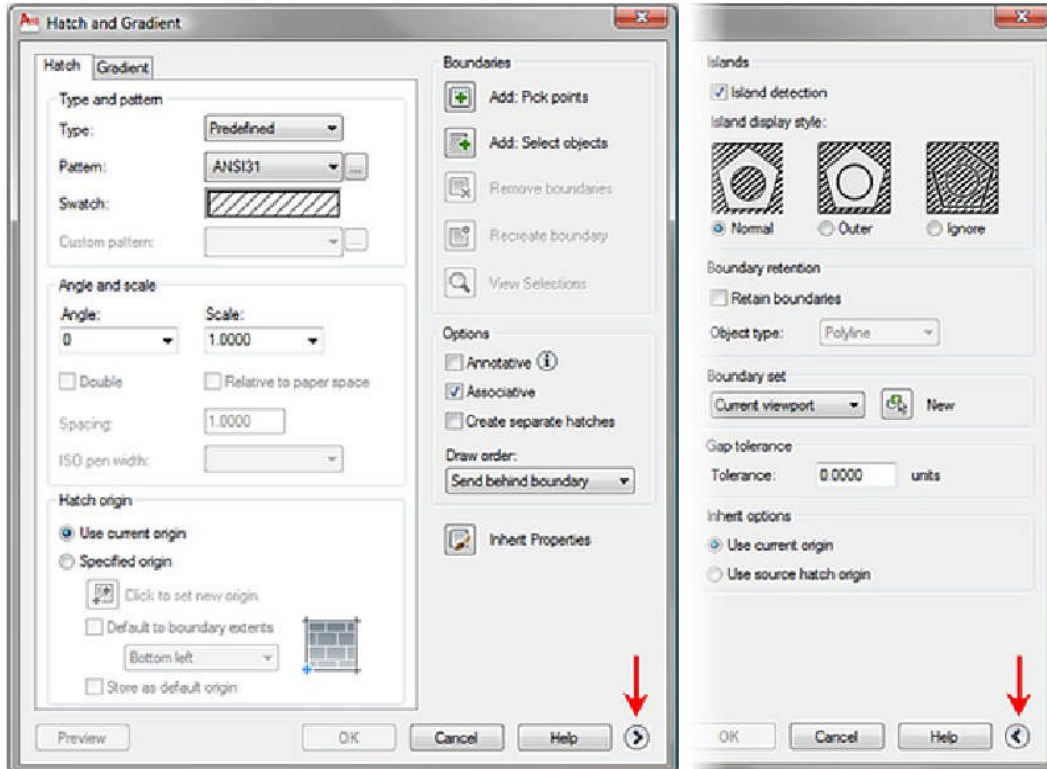 Hatch and Gradient
Hatch Gradient
Type and pattern
Type: Predefined
Pattern: ANSI31 ...
Swatch:
Custom pattern: ...
Angle and scale
Angle: Scale:
0 1.0000
Double Relative to paper space
Spacing: 1.0000
ISO pen width:
Hatch origin
Use current origin
Specified origin
Click to set new origin
Default to boundary extents
Bottom left
Store as default origin
Preview OK Cancel Help
Boundaries
Add: Pick points
Add: Select objects
Remove boundaries
Recreate boundary
View Selections
Options
Annotative
Associative
Create separate hatches
Draw order:
Send behind boundary
Inherit Properties
Islands
Island detection
Island display style:
Normal Outer Ignore
Boundary retention
Retain boundaries
Object type: Polyline
Boundary set
Current viewport New
Gap tolerance
Tolerance: 0.0000 units
Inherit options
Use current origin
Use source hatch origin
OK Cancel Help